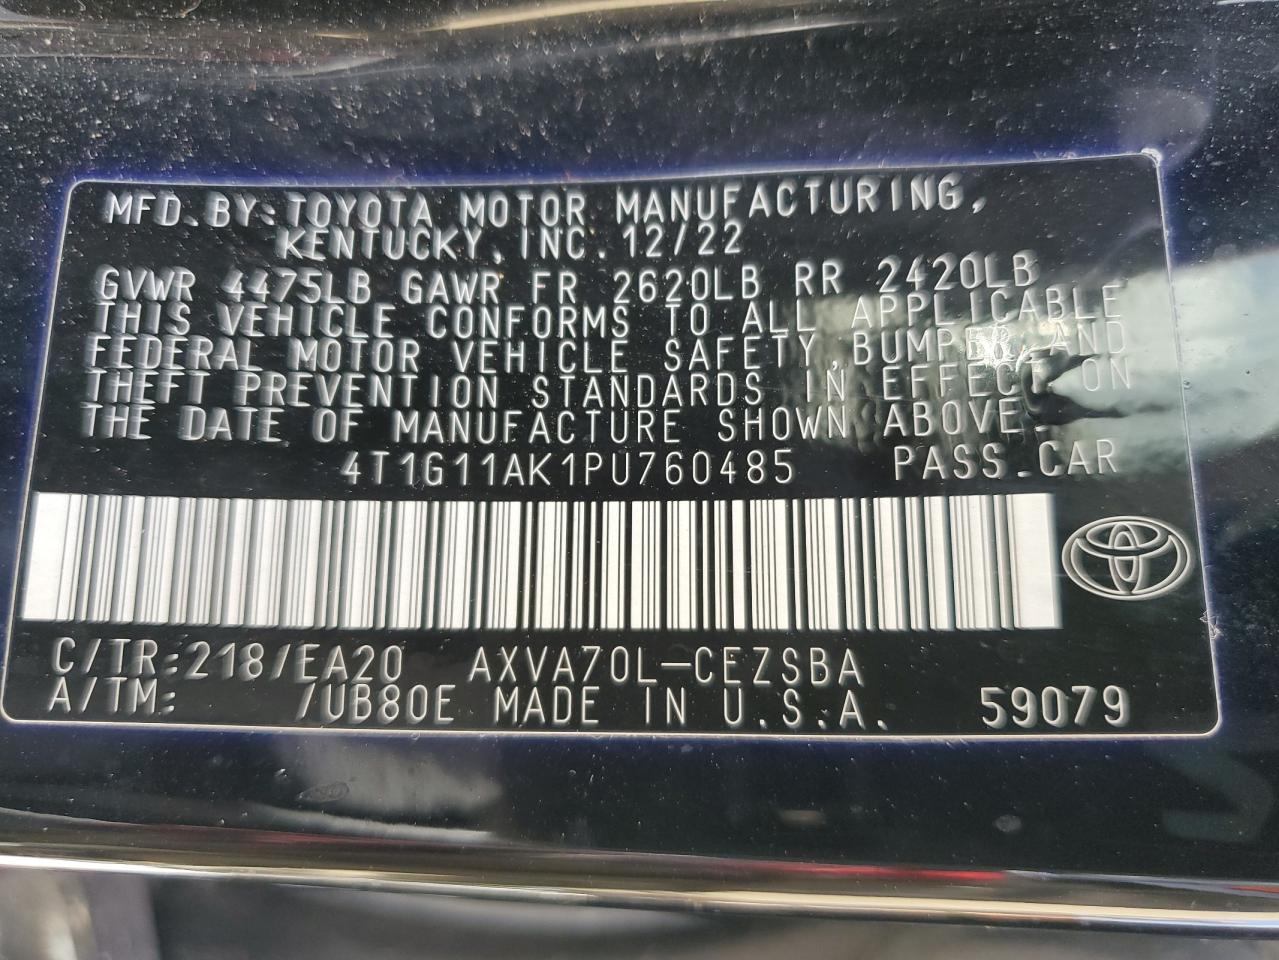 MFD. BY: TOYOTA MOTOR MANUFACTURING,
KENTUCKY, INC. 12/22
GVWR 4475LB GAWR FR 2620LB RR 2420LB
THIS VEHICLE CONFORMS TO ALL APPLICABLE
FEDERAL MOTOR VEHICLE SAFETY, BUMPER, AND
THEFT PREVENTION STANDARDS IN EFFECT ON
THE DATE OF MANUFACTURE SHOWN ABOVE.
4T1G11AK1PU760485 PASS.CAR
C/TR:218/EA20 AXVA70L-CEZSBA
A/TM: /UB80E MADE IN U.S.A. 59079